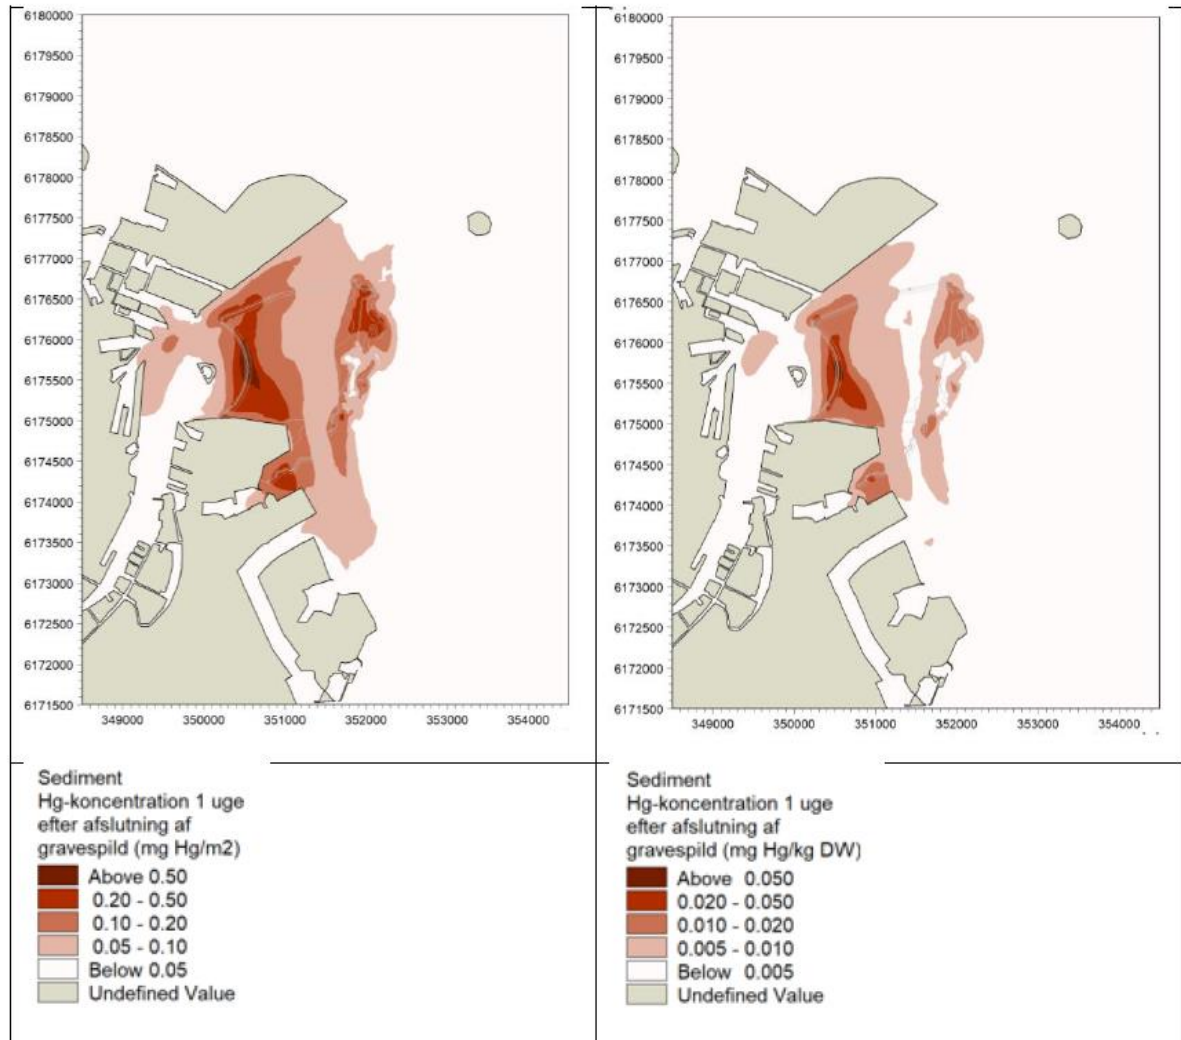 6180000
6179500
6179000
6178500
6178000
6177500
6177000
6176500
6176000
6175500
6175000
6174500
6174000
6173500
6173000
6172500
6172000
6171500
349000 350000 351000 352000 353000 354000
Sediment
Hg-koncentration 1 uge
efter afslutning af
gravespild (mg Hg/m2)
Above 0.50
0.20 - 0.50
0.10 - 0.20
0.05 - 0.10
Below 0.05
Undefined Value
6180000
6179500
6179000
6178500
6178000
6177500
6177000
6176500
6176000
6175500
6175000
6174500
6174000
6173500
6173000
6172500
6172000
6171500
349000 350000 351000 352000 353000 354000
Sediment
Hg-koncentration 1 uge
efter afslutning af
gravespild (mg Hg/kg DW)
Above 0.050
0.020 - 0.050
0.010 - 0.020
0.005 - 0.010
Below 0.005
Undefined Value